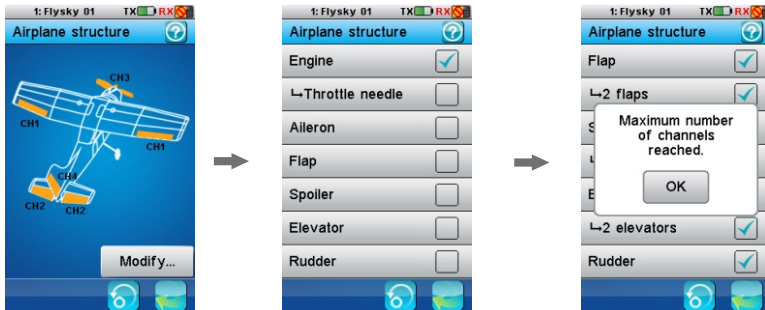 1: Flysky 01 TX RX
Airplane structure
CH3
CH1
CH1
CH4
CH2
CH2
Modify...
1: Flysky 01 TX RX
Airplane structure
Engine
Throttle needle
Aileron
Flap
Spoiler
Elevator
Rudder
1: Flysky 01 TX RX
Airplane structure
Flap
2 flaps
S
Maximum number
of channels
reached.
OK
E
2 elevators
Rudder